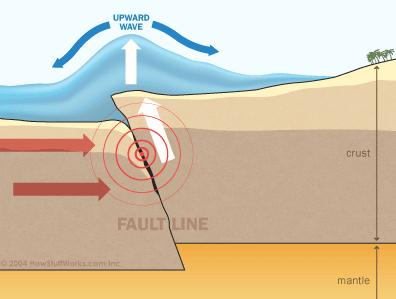 UPWARD
WAVE
crust
FAULT LINE
© 2004 HowStuffWorks.com Inc.
mantle